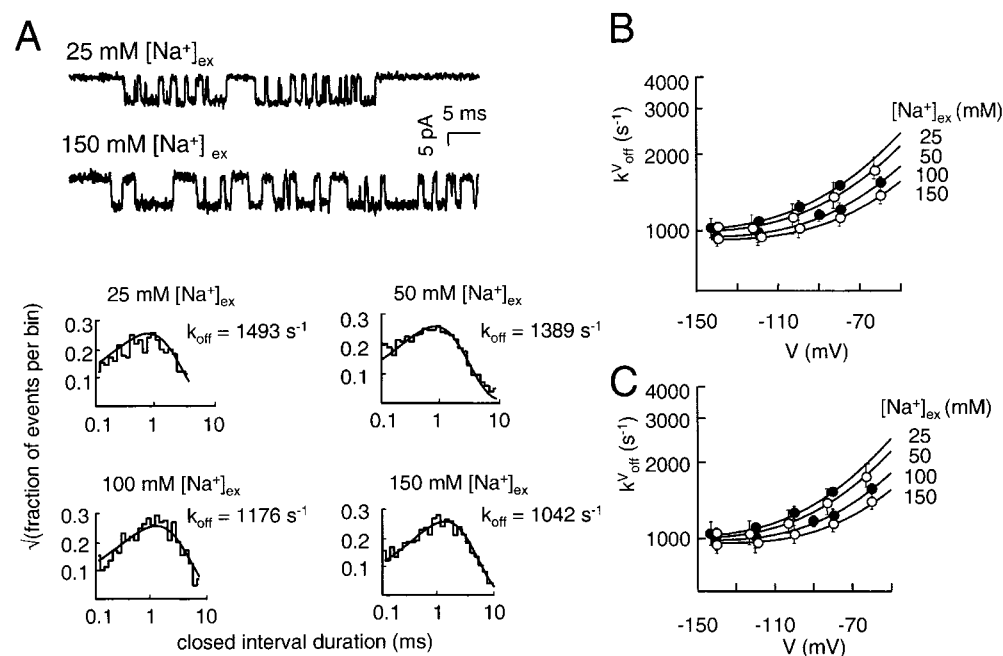 A
25 mM [Na⁺]ex
5 pA
5 ms
150 mM [Na⁺] ex
√(fraction of events per bin)
25 mM [Na⁺]ex
0.3
0.2
0.1
koff = 1493 s⁻¹
0.1 1 10
50 mM [Na⁺]ex
0.3
0.2
0.1
koff = 1389 s⁻¹
0.1 1 10
100 mM [Na⁺]ex
0.3
0.2
0.1
koff = 1176 s⁻¹
0.1 1 10
150 mM [Na⁺]ex
0.3
0.2
0.1
koff = 1042 s⁻¹
0.1 1 10
closed interval duration (ms)
B
kⱽoff (s⁻¹)
4000
3000
2000
1000
[Na⁺]ex (mM)
25
50
100
150
-150 -110 -70
V (mV)
C
kⱽoff (s⁻¹)
4000
3000
2000
1000
[Na⁺]ex (mM)
25
50
100
150
-150 -110 -70
V (mV)